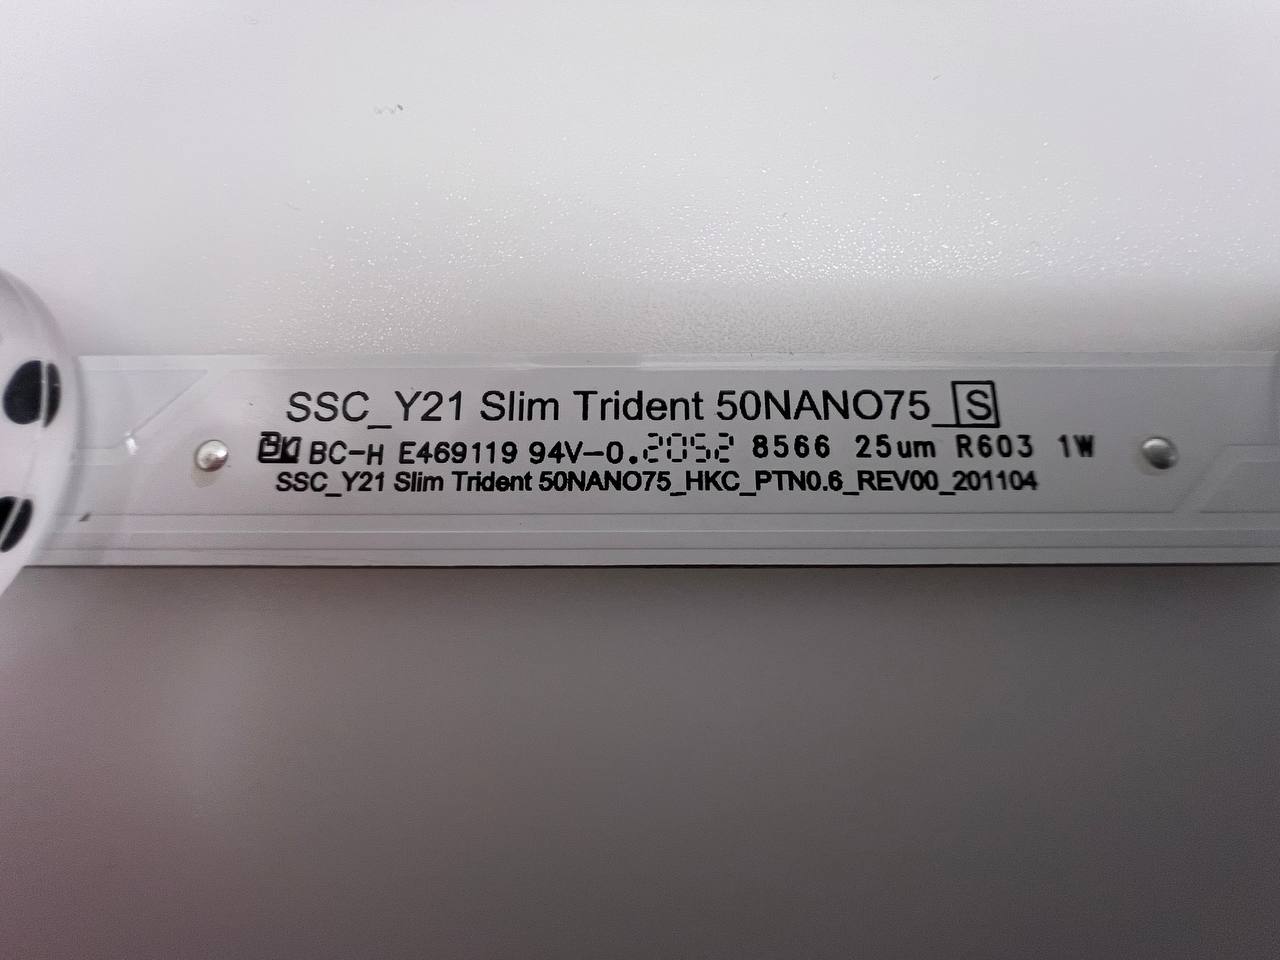 SSC_Y21 Slim Trident 50NANO75_S
BC-H E469119 94V-0.2052 8566 25um R603 1W
SSC_Y21 Slim Trident 50NANO75_HKC_PTN0.6_REV00_201104